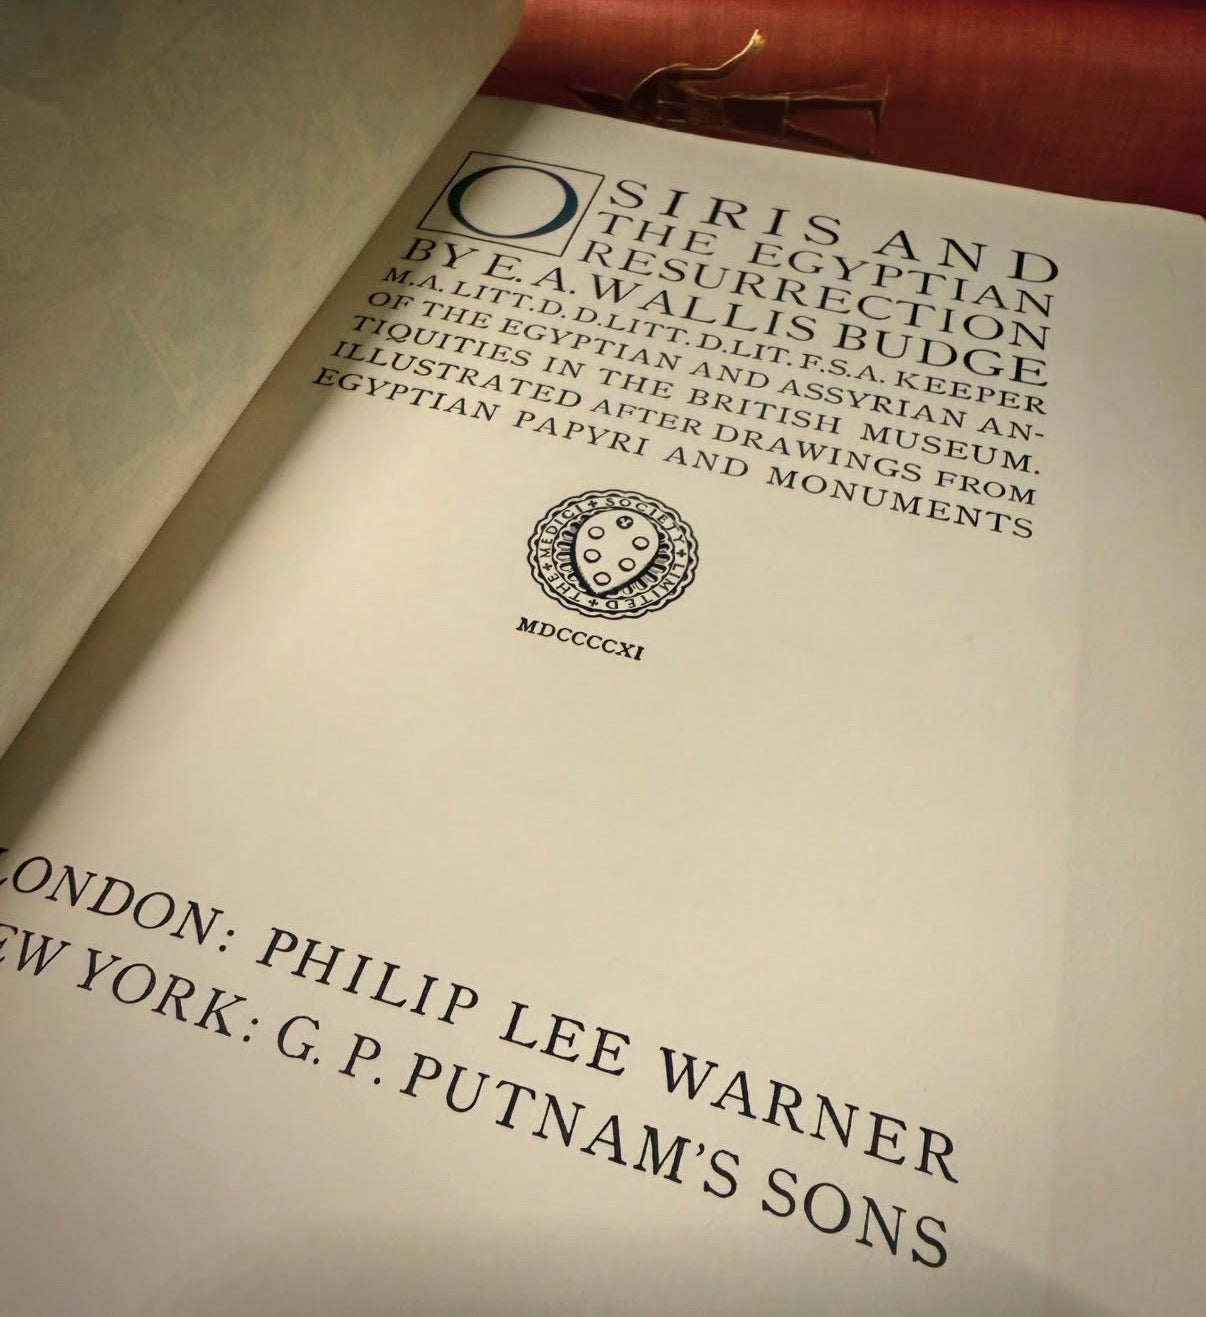 OSIRIS AND
THE EGYPTIAN
RESURRECTION
BY E. A. WALLIS BUDGE
M.A. LITT.D. D.LITT. D.LIT. F.S.A. KEEPER
OF THE EGYPTIAN AND ASSYRIAN AN-
TIQUITIES IN THE BRITISH MUSEUM.
ILLUSTRATED AFTER DRAWINGS FROM
EGYPTIAN PAPYRI AND MONUMENTS
THE + MEDICI + SOCIETY + LIMITED +
MDCCCCXI
LONDON: PHILIP LEE WARNER
EW YORK: G. P. PUTNAM'S SONS